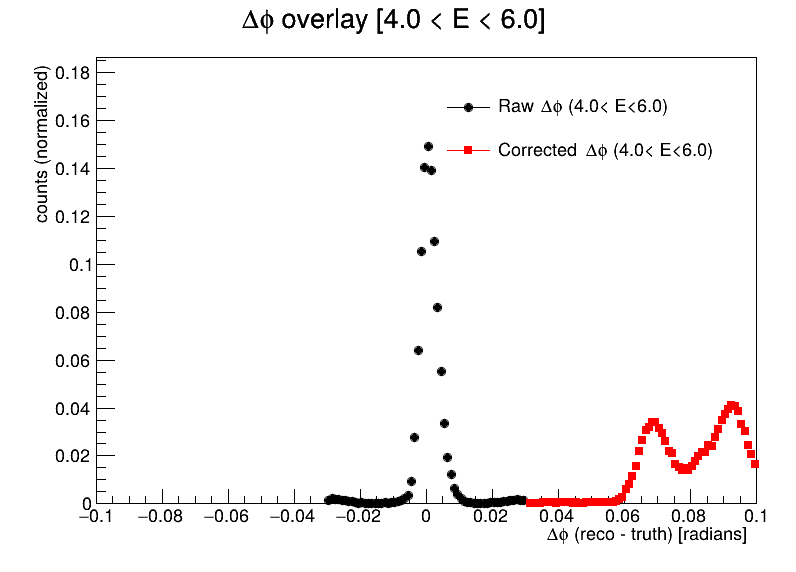 Δϕ overlay [4.0 < E < 6.0]
counts (normalized)
0.18
0.16
0.14
0.12
0.1
0.08
0.06
0.04
0.02
0
Raw Δϕ (4.0< E<6.0)
Corrected Δϕ (4.0< E<6.0)
−0.1 −0.08 −0.06 −0.04 −0.02 0 0.02 0.04 0.06 0.08 0.1
Δϕ (reco - truth) [radians]